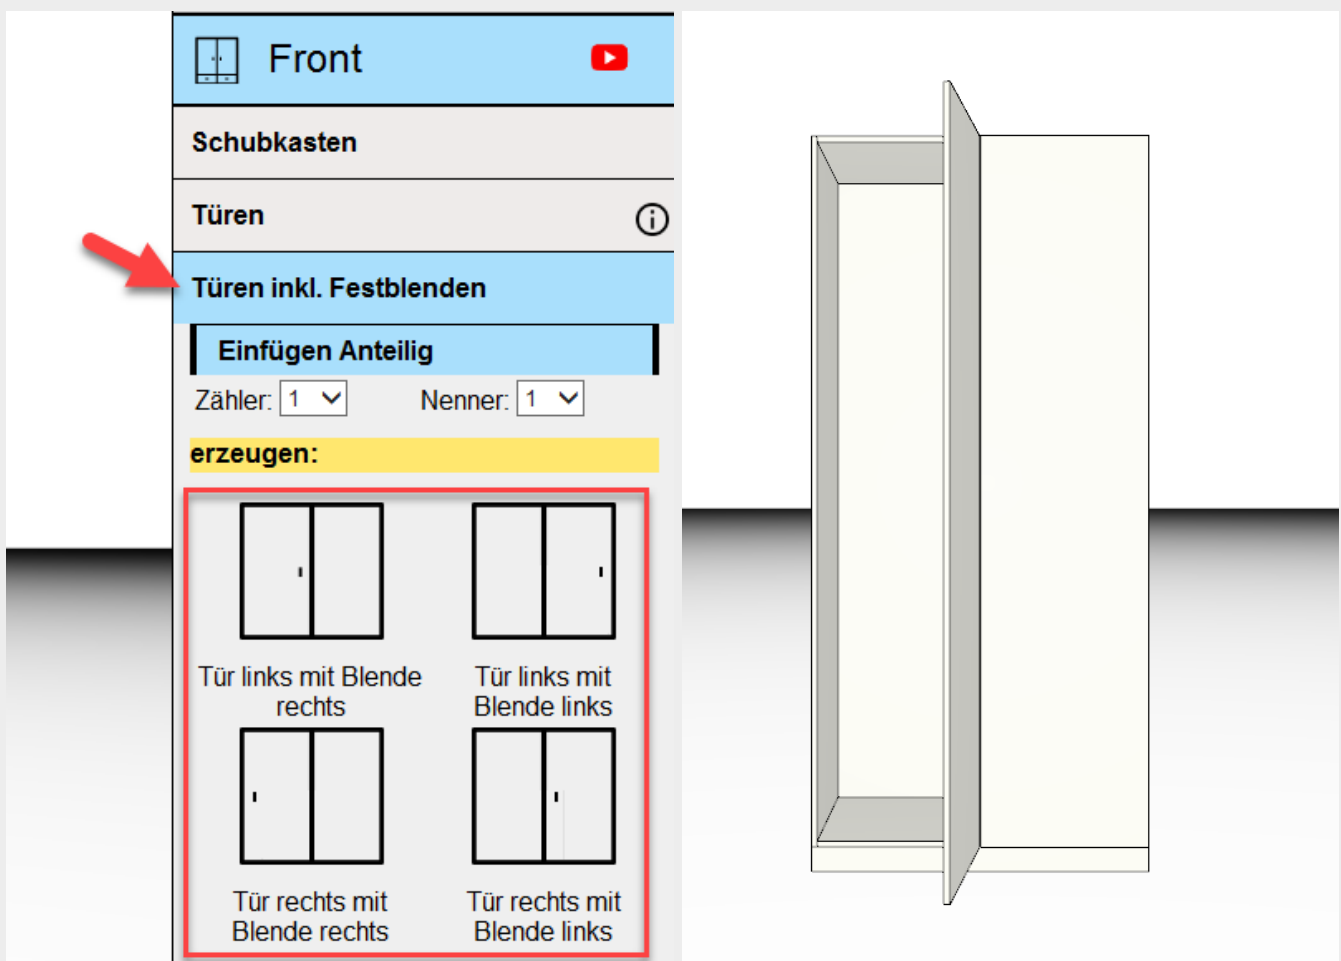 Front
Schubkasten
Türen
Türen inkl. Festblenden
Einfügen Anteilig
Zähler: 1 Nenner: 1
erzeugen:
Tür links mit Blende
rechts
Tür links mit
Blende links
Tür rechts mit
Blende rechts
Tür rechts mit
Blende links